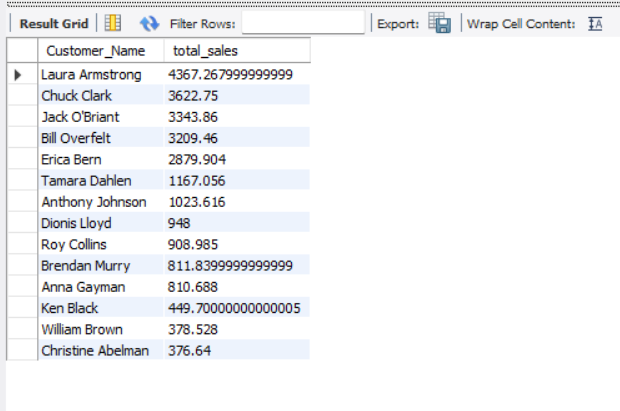 Result Grid Filter Rows: Export: Wrap Cell Content: IA
Customer_Name total_sales
Laura Armstrong 4367.267999999999
Chuck Clark 3622.75
Jack O'Briant 3343.86
Bill Overfelt 3209.46
Erica Bern 2879.904
Tamara Dahlen 1167.056
Anthony Johnson 1023.616
Dionis Lloyd 948
Roy Collins 908.985
Brendan Murry 811.8399999999999
Anna Gayman 810.688
Ken Black 449.70000000000005
William Brown 378.528
Christine Abelman 376.64